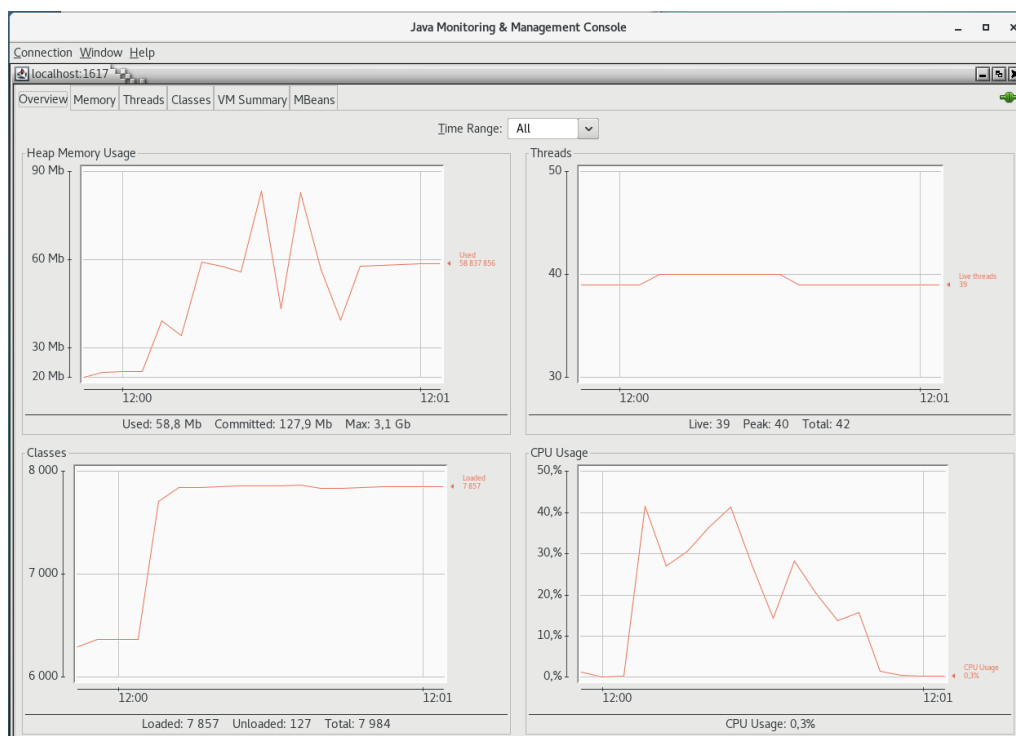 Java Monitoring & Management Console
Connection Window Help
localhost:1617
Overview Memory Threads Classes VM Summary MBeans
Time Range: All
Heap Memory Usage
90 Mb
60 Mb
30 Mb
20 Mb
Used
58 837 856
12:00 12:01
Used: 58,8 Mb Committed: 127,9 Mb Max: 3,1 Gb
Threads
50
40
30
Live threads
39
12:00 12:01
Live: 39 Peak: 40 Total: 42
Classes
8 000
7 000
6 000
Loaded
7 857
12:00 12:01
Loaded: 7 857 Unloaded: 127 Total: 7 984
CPU Usage
50,%
40,%
30,%
20,%
10,%
0,%
CPU Usage
0,3%
12:00 12:01
CPU Usage: 0,3%